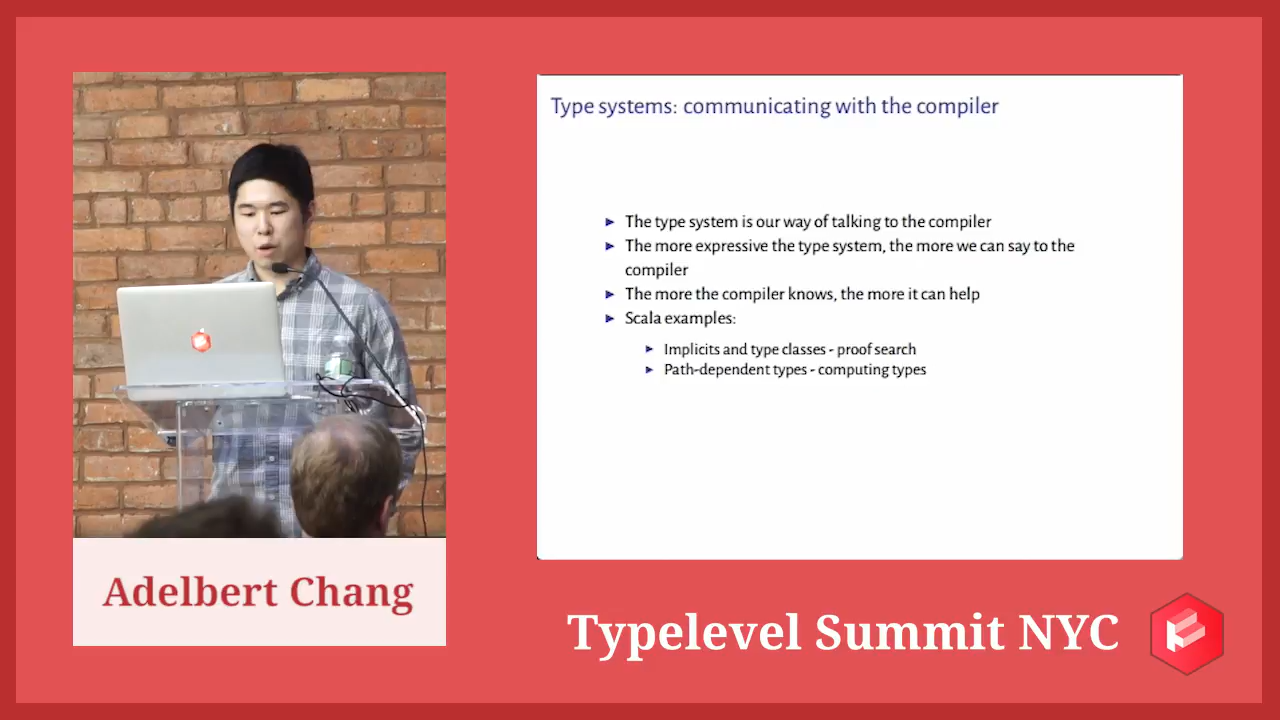 Type systems: communicating with the compiler
► The type system is our way of talking to the compiler
► The more expressive the type system, the more we can say to the
compiler
► The more the compiler knows, the more it can help
► Scala examples:
► Implicits and type classes - proof search
► Path-dependent types - computing types
Adelbert Chang
Typelevel Summit NYC